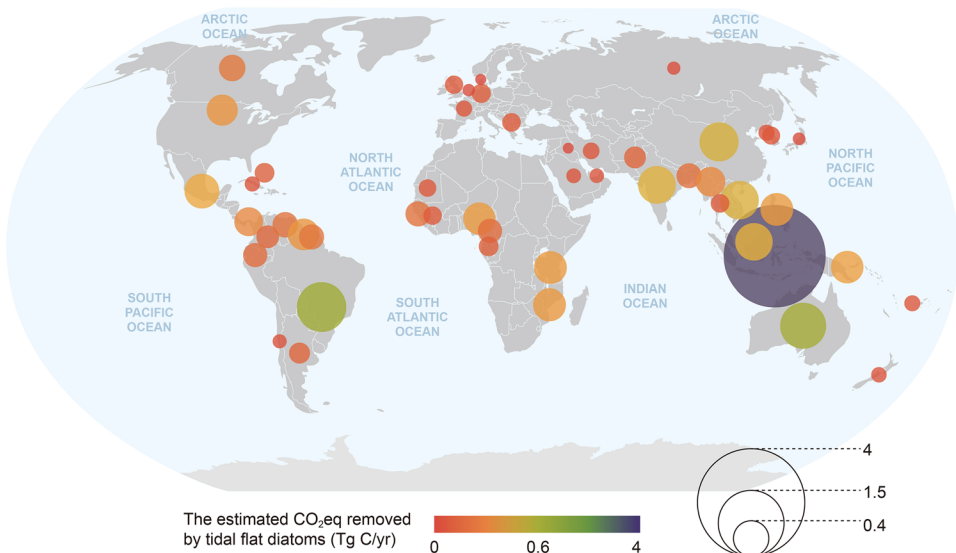 ARCTIC
OCEAN
ARCTIC
OCEAN
NORTH
ATLANTIC
OCEAN
NORTH
PACIFIC
OCEAN
SOUTH
PACIFIC
OCEAN
SOUTH
ATLANTIC
OCEAN
INDIAN
OCEAN
4
1.5
0.4
The estimated CO₂eq removed
by tidal flat diatoms (Tg C/yr)
0 0.6 4